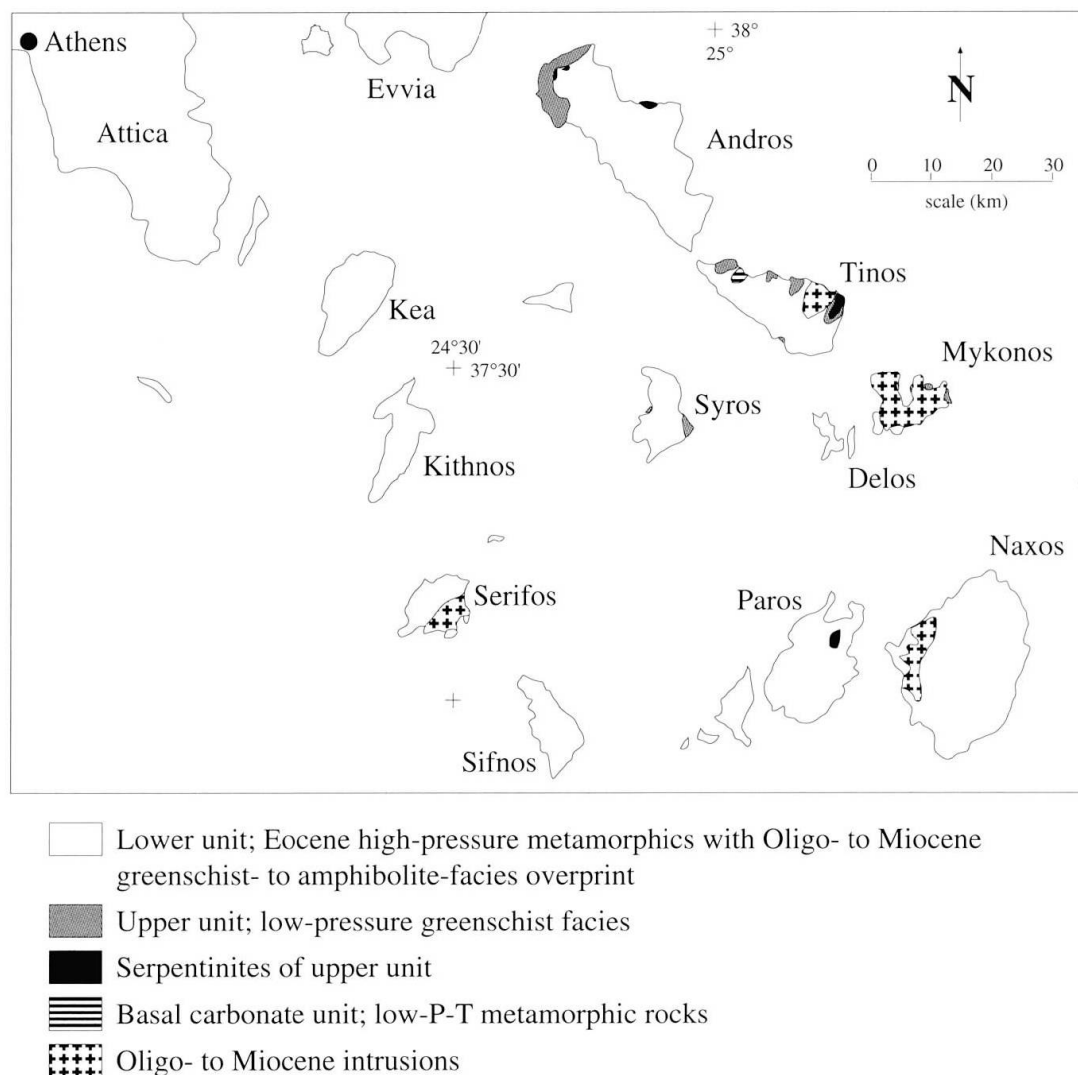 Athens
38°
25°
Evvia
N
Attica
Andros
0 10 20 30
scale (km)
Tinos
Kea
24°30'
37°30'
Mykonos
Syros
Kithnos
Delos
Naxos
Serifos
Paros
Sifnos
Lower unit; Eocene high-pressure metamorphics with Oligo- to Miocene
greenschist- to amphibolite-facies overprint
Upper unit; low-pressure greenschist facies
Serpentinites of upper unit
Basal carbonate unit; low-P-T metamorphic rocks
Oligo- to Miocene intrusions